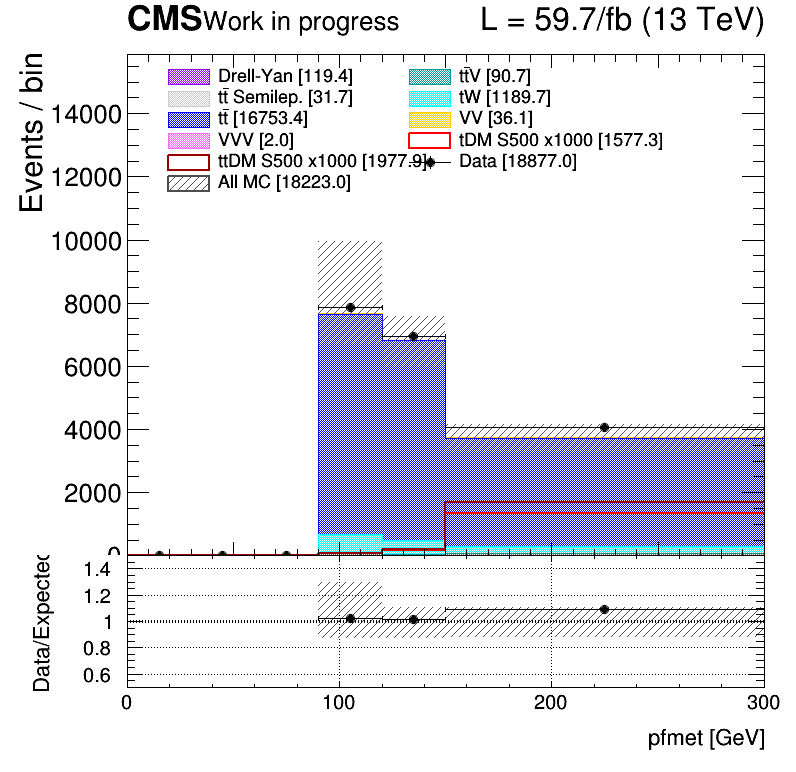 CMS Work in progress L = 59.7/fb (13 TeV)
Events / bin
Drell-Yan [119.4] tt̄V [90.7]
tt̄ Semilep. [31.7] tW [1189.7]
tt̄ [16753.4] VV [36.1]
VVV [2.0] tDM S500 x1000 [1577.3]
ttDM S500 x1000 [1977.9] Data [18877.0]
All MC [18223.0]
14000
12000
10000
8000
6000
4000
2000
0
Data/Expected
1.4
1.2
1
0.8
0.6
0 100 200 300
pfmet [GeV]